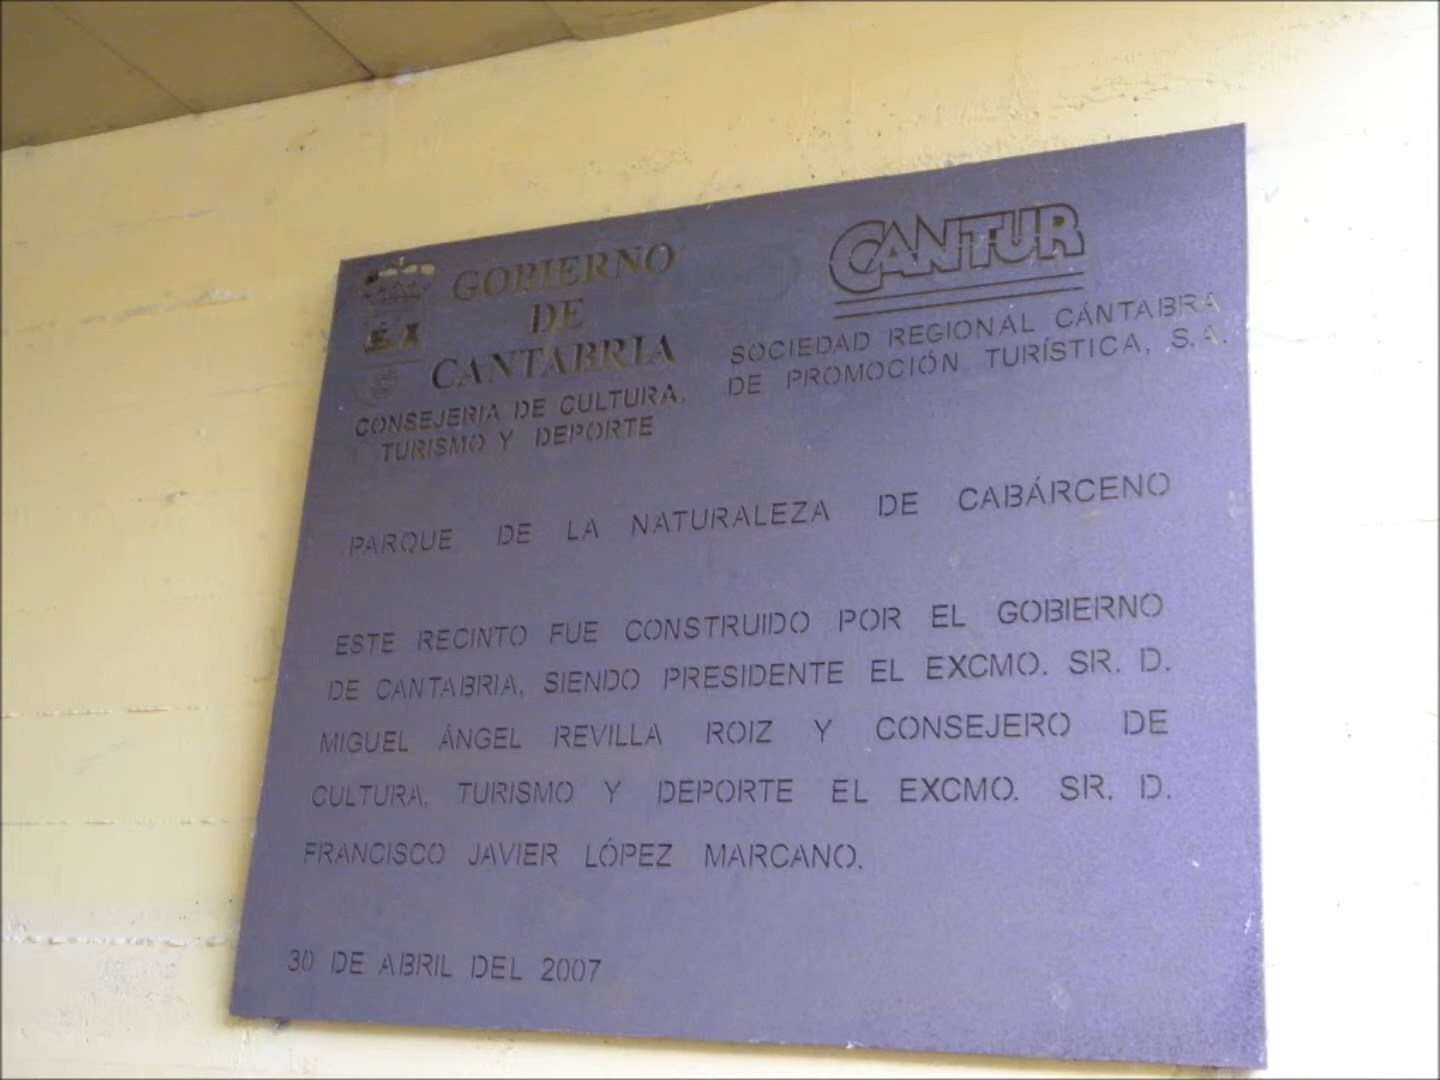 GOBIERNO
DE
CANTABRIA
CONSEJERIA DE CULTURA,
TURISMO Y DEPORTE
CANTUR
SOCIEDAD REGIONAL CÁNTABRA
DE PROMOCIÓN TURÍSTICA, S.A.
PARQUE DE LA NATURALEZA DE CABÁRCENO
ESTE RECINTO FUE CONSTRUIDO POR EL GOBIERNO
DE CANTABRIA, SIENDO PRESIDENTE EL EXCMO. SR. D.
MIGUEL ÁNGEL REVILLA ROIZ Y CONSEJERO DE
CULTURA, TURISMO Y DEPORTE EL EXCMO. SR. D.
FRANCISCO JAVIER LÓPEZ MARCANO.
30 DE ABRIL DEL 2007